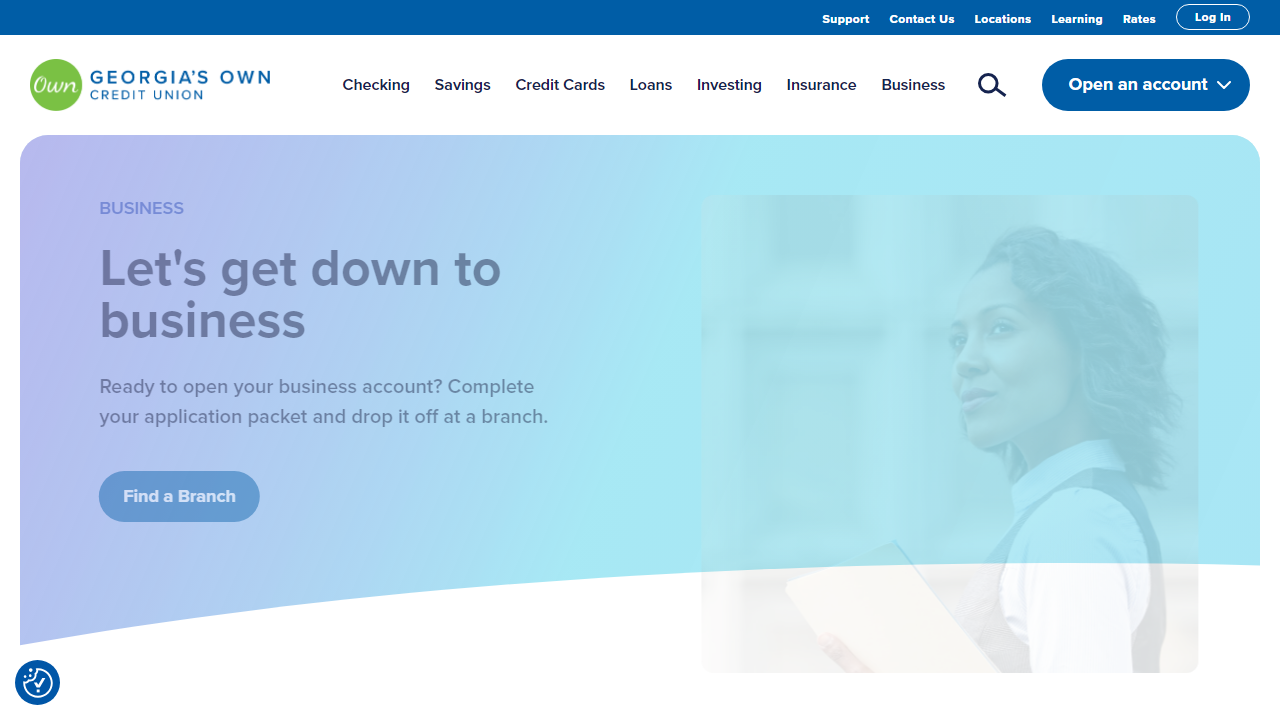 Support Contact Us Locations Learning Rates Log In
Own GEORGIA'S OWN
CREDIT UNION
Checking Savings Credit Cards Loans Investing Insurance Business Open an account
BUSINESS
Let's get down to
business
Ready to open your business account? Complete
your application packet and drop it off at a branch.
Find a Branch